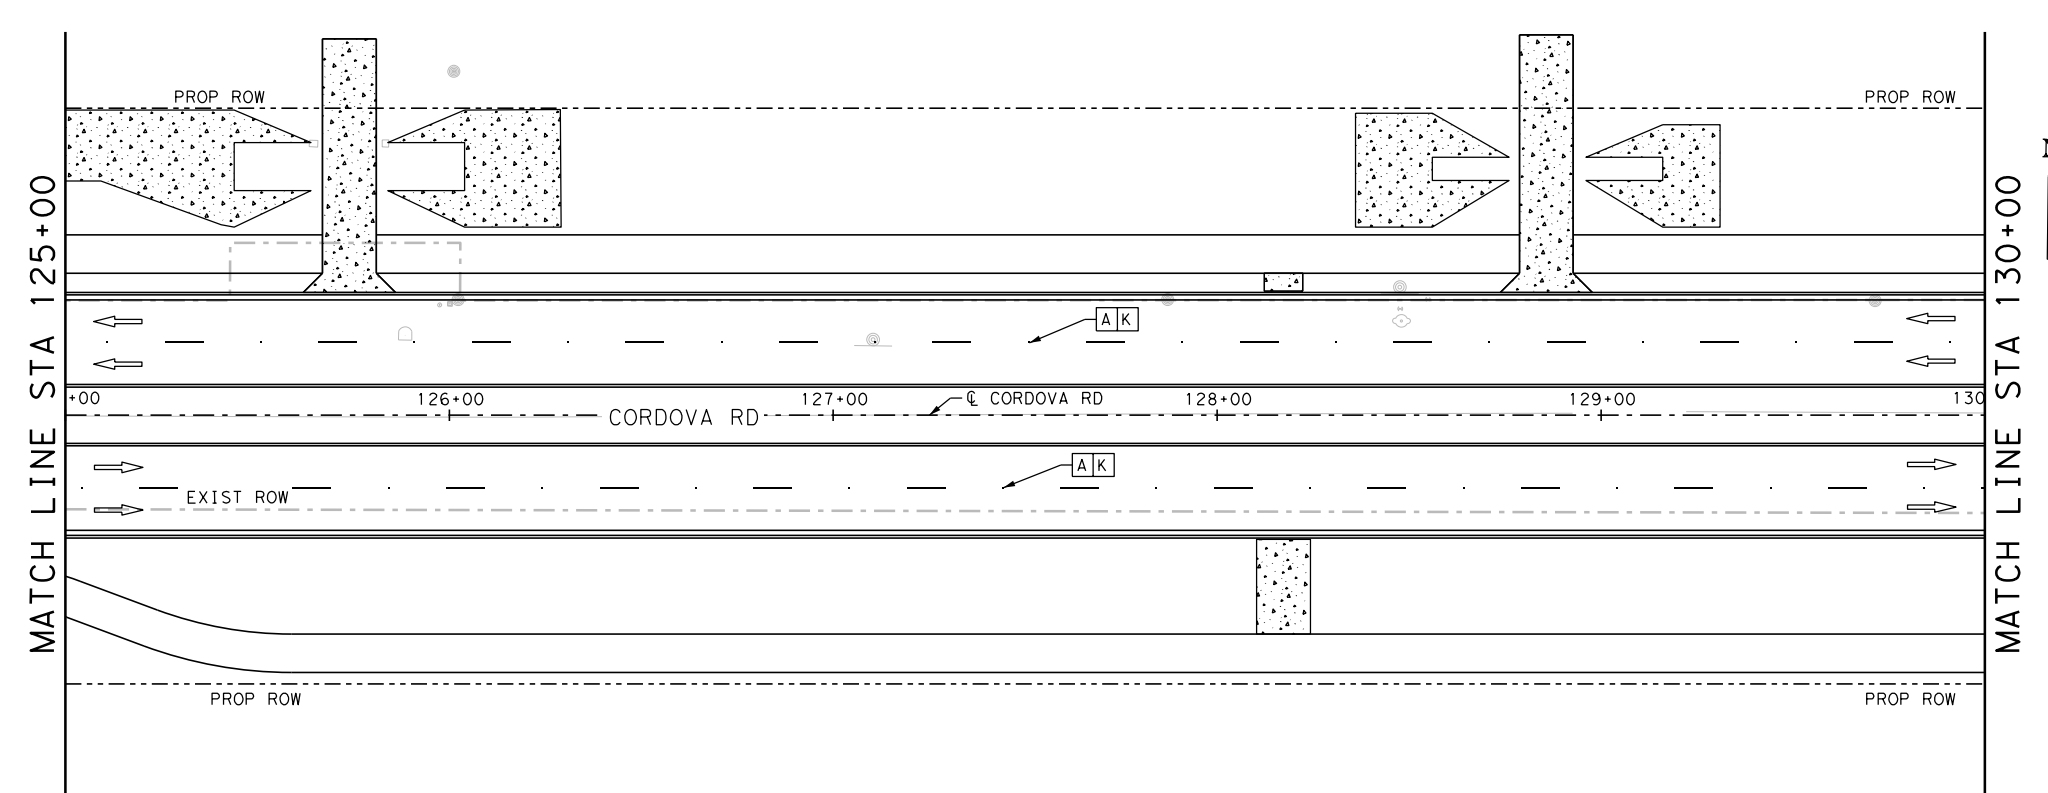 PROP ROW
PROP ROW
MATCH LINE STA 125+00
MATCH LINE STA 130+00
A K
+00
126+00
127+00
℄ CORDOVA RD
128+00
129+00
130
CORDOVA RD
A K
EXIST ROW
PROP ROW
PROP ROW